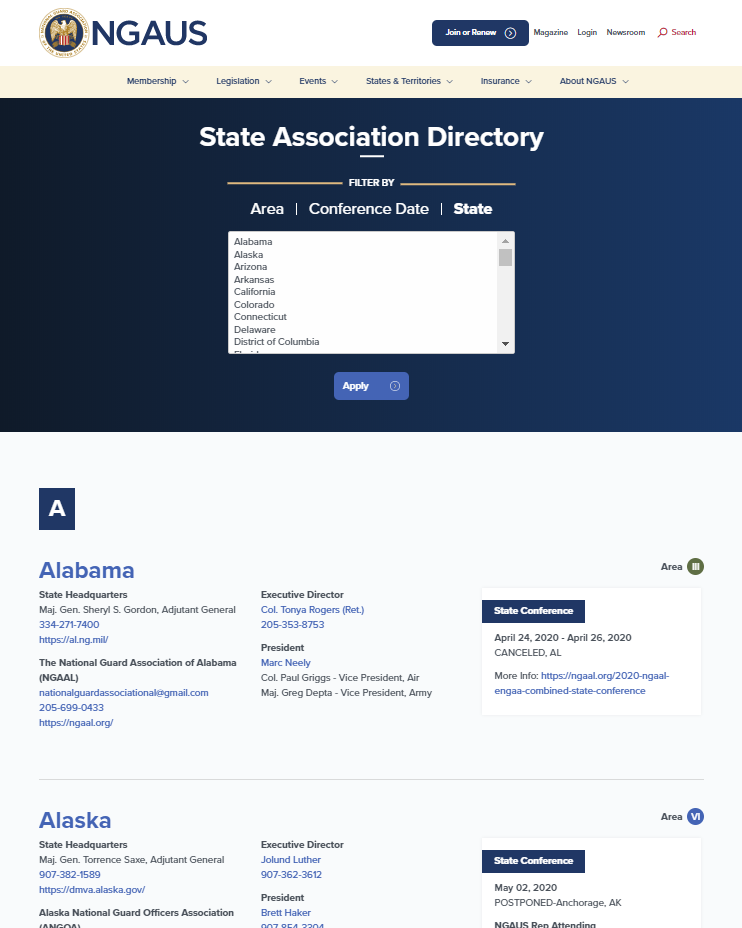 NGAUS
Join or Renew
Magazine
Login
Newsroom
Search
Membership
Legislation
Events
States & Territories
Insurance
About NGAUS
State Association Directory
FILTER BY
Area | Conference Date | State
Alabama
Alaska
Arizona
Arkansas
California
Colorado
Connecticut
Delaware
District of Columbia
Apply
A
Alabama
Area III
State Headquarters
Maj. Gen. Sheryl S. Gordon, Adjutant General
334-271-7400
https://al.ng.mil/
The National Guard Association of Alabama
(NGAAL)
nationalguardassociational@gmail.com
205-699-0433
https://ngaal.org/
Executive Director
Col. Tonya Rogers (Ret.)
205-353-8753
President
Marc Neely
Col. Paul Griggs - Vice President, Air
Maj. Greg Depta - Vice President, Army
State Conference
April 24, 2020 - April 26, 2020
CANCELED, AL
More Info: https://ngaal.org/2020-ngaal-
engaa-combined-state-conference
Alaska
Area VI
State Headquarters
Maj. Gen. Torrence Saxe, Adjutant General
907-382-1589
https://dmva.alaska.gov/
Alaska National Guard Officers Association
(ANGOA)
Executive Director
Jolund Luther
907-362-3612
President
Brett Haker
907-854-3304
State Conference
May 02, 2020
POSTPONED-Anchorage, AK
NGAUS Rep Attending